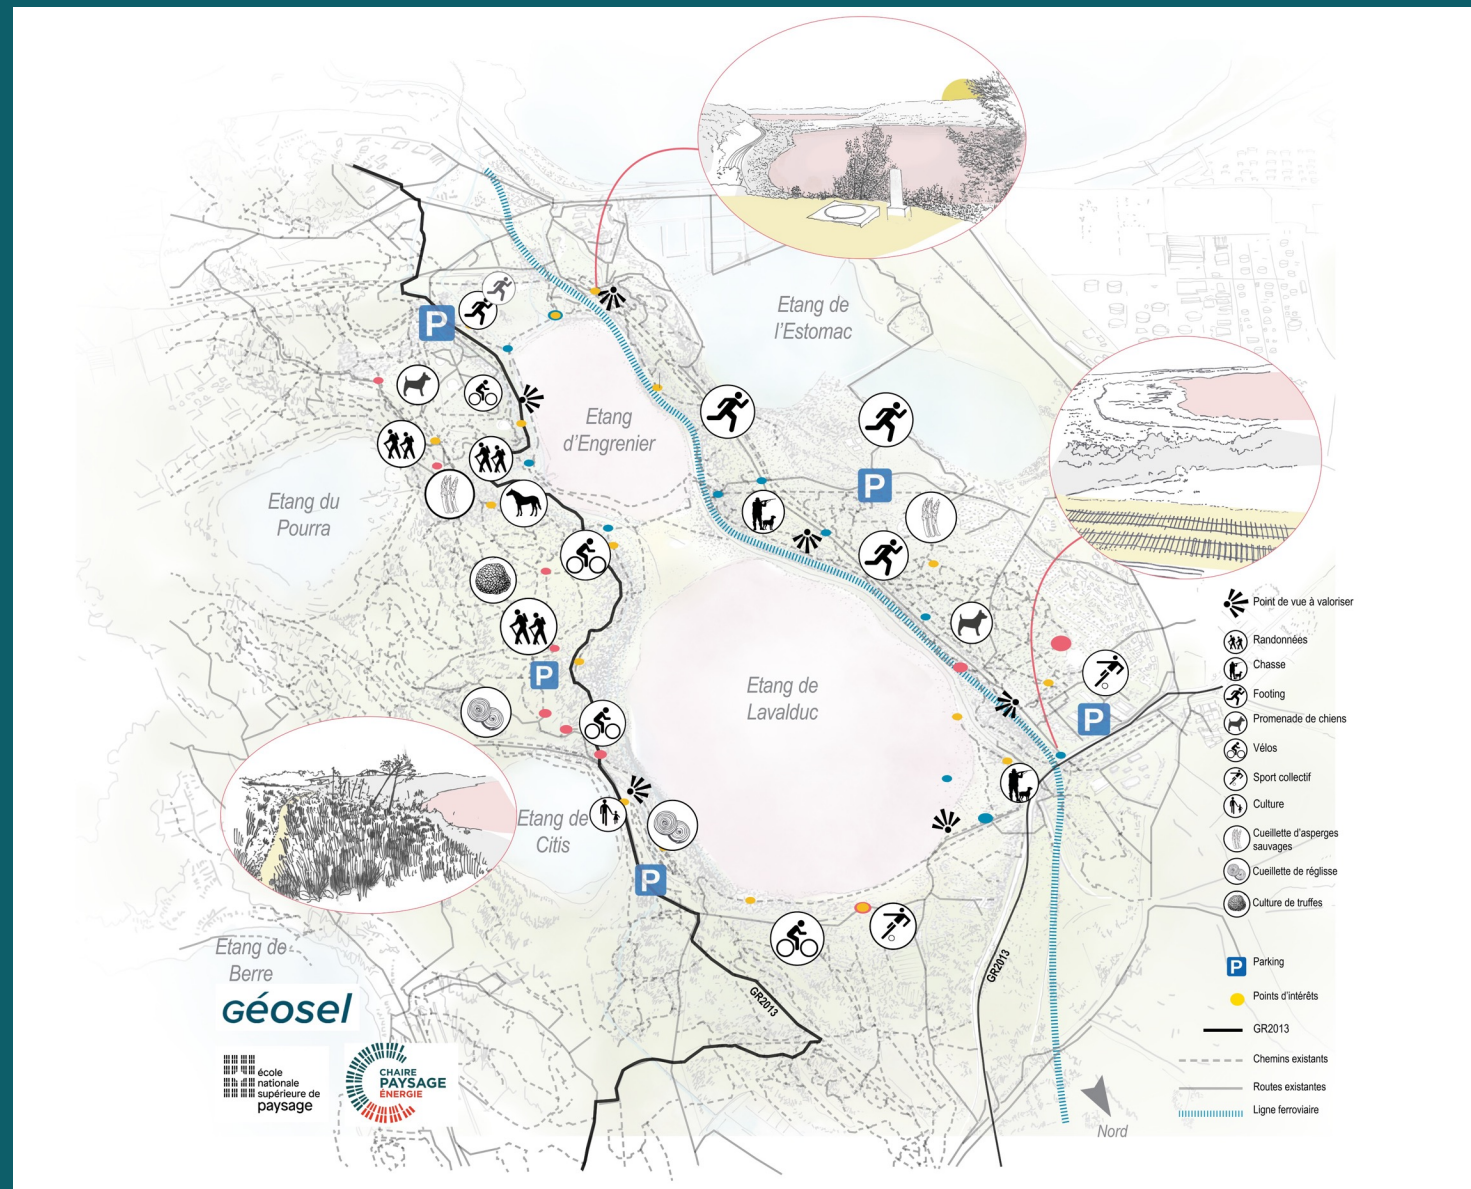 Etang de
l'Estomac
Etang
d'Engrenier
Etang du
Pourra
Etang de
Lavalduc
Etang de
Citis
Etang de
Berre
P
P
P
P
P
GR2013
GR2013
Point de vue à valoriser
Randonnées
Chasse
Footing
Promenade de chiens
Vélos
Sport collectif
Culture
Cueillette d'asperges
sauvages
Cueillette de réglisse
Culture de truffes
P Parking
Points d'intérêts
GR2013
Chemins existants
Routes existantes
Ligne ferroviaire
Nord
GÉOSEL
école
nationale
supérieure de
paysage
CHAIRE
PAYSAGE
ÉNERGIE